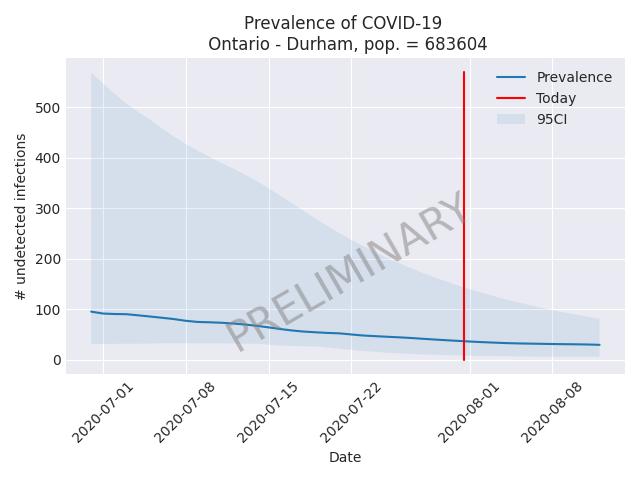 Prevalence of COVID-19
Ontario - Durham, pop. = 683604
Prevalence
Today
95CI
# undetected infections
500
400
300
200
100
0
PRELIMINARY
2020-07-01
2020-07-08
2020-07-15
2020-07-22
2020-08-01
2020-08-08
Date